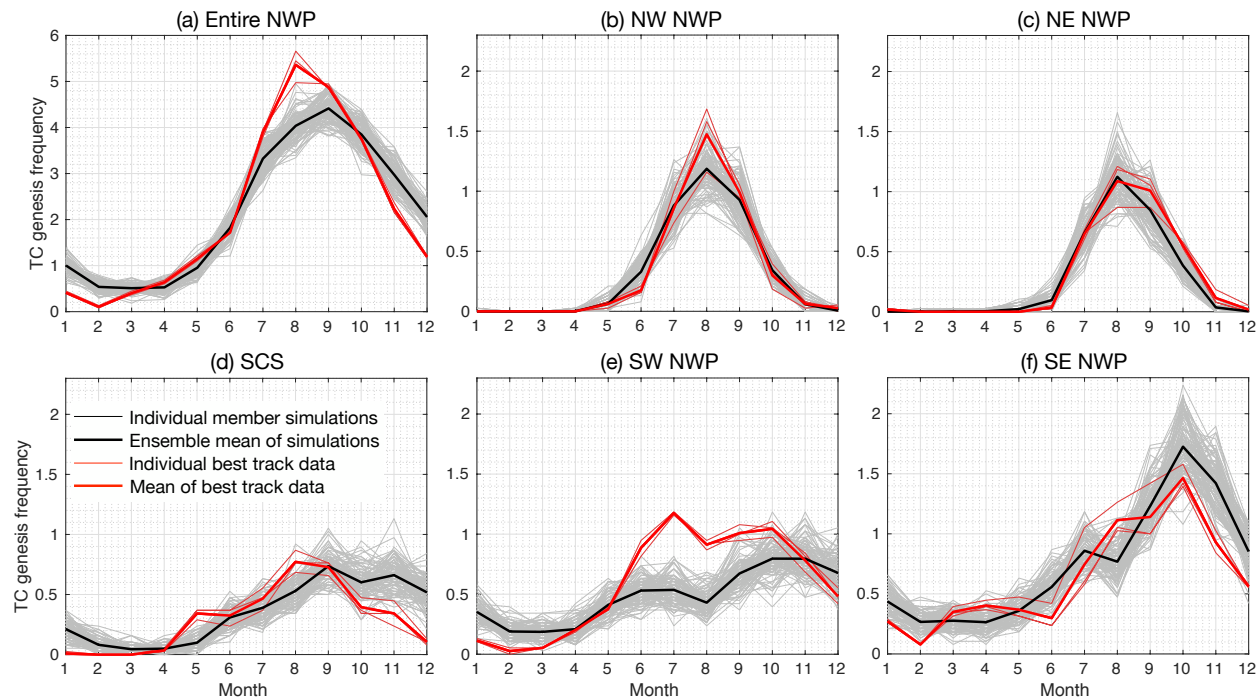 (a) Entire NWP
(b) NW NWP
(c) NE NWP
TC genesis frequency
6
5
4
3
2
1
0
1 2 3 4 5 6 7 8 9 10 11 12
2
1.5
1
0.5
0
1 2 3 4 5 6 7 8 9 10 11 12
2
1.5
1
0.5
0
1 2 3 4 5 6 7 8 9 10 11 12
(d) SCS
(e) SW NWP
(f) SE NWP
TC genesis frequency
2
1.5
1
0.5
0
Individual member simulations
Ensemble mean of simulations
Individual best track data
Mean of best track data
1 2 3 4 5 6 7 8 9 10 11 12
Month
2
1.5
1
0.5
0
1 2 3 4 5 6 7 8 9 10 11 12
Month
2
1.5
1
0.5
0
1 2 3 4 5 6 7 8 9 10 11 12
Month